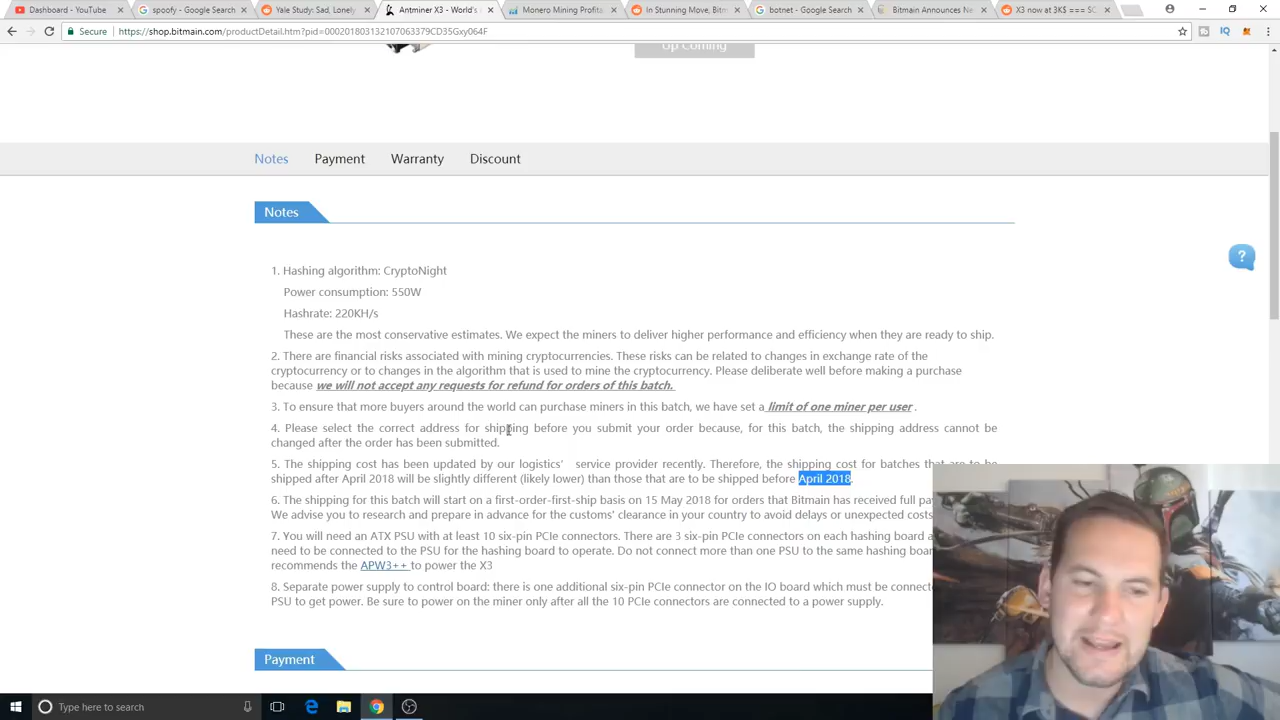 Dashboard - YouTube
spoofy - Google Search
Yale Study: Sad, Lonely
Antminer X3 - World's
Monero Mining Profita
In Stunning Move, Bitm
botnet - Google Search
Bitmain Announces Ne
X3 now at 3K$ === SC
Secure
https://shop.bitmain.com/productDetail.htm?pid=00020180313210706337​9CD35Gxy064F
Up Coming
Notes
Payment
Warranty
Discount
Notes
1. Hashing algorithm: CryptoNight
Power consumption: 550W
Hashrate: 220KH/s
These are the most conservative estimates. We expect the miners to deliver higher performance and efficiency when they are ready to ship.
2. There are financial risks associated with mining cryptocurrencies. These risks can be related to changes in exchange rate of the
cryptocurrency or to changes in the algorithm that is used to mine the cryptocurrency. Please deliberate well before making a purchase
because we will not accept any requests for refund for orders of this batch.
3. To ensure that more buyers around the world can purchase miners in this batch, we have set a limit of one miner per user .
4. Please select the correct address for shipping before you submit your order because, for this batch, the shipping address cannot be
changed after the order has been submitted.
5. The shipping cost has been updated by our logistics' service provider recently. Therefore, the shipping cost for batches that are to be
shipped after April 2018 will be slightly different (likely lower) than those that are to be shipped before April 2018.
6. The shipping for this batch will start on a first-order-first-ship basis on 15 May 2018 for orders that Bitmain has received full pay
We advise you to research and prepare in advance for the customs' clearance in your country to avoid delays or unexpected costs
7. You will need an ATX PSU with at least 10 six-pin PCIe connectors. There are 3 six-pin PCIe connectors on each hashing board a
need to be connected to the PSU for the hashing board to operate. Do not connect more than one PSU to the same hashing board
recommends the APW3++ to power the X3
8. Separate power supply to control board: there is one additional six-pin PCIe connector on the IO board which must be connect
PSU to get power. Be sure to power on the miner only after all the 10 PCIe connectors are connected to a power supply.
Payment
Type here to search